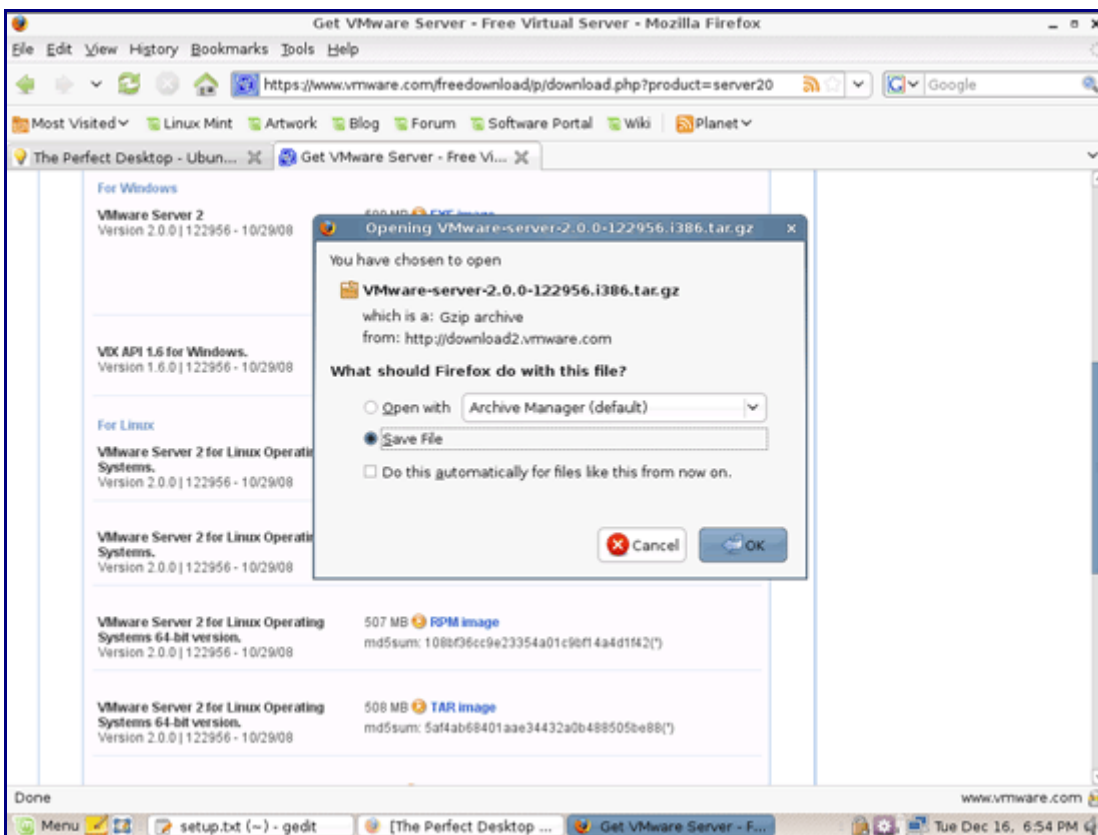 Get VMware Server - Free Virtual Server - Mozilla Firefox
File Edit View History Bookmarks Tools Help
https://www.vmware.com/freedownload/p/download.php?product=server20
Google
Most Visited Linux Mint Artwork Blog Forum Software Portal Wiki Planet
The Perfect Desktop - Ubun... Get VMware Server - Free Vi...
For Windows
VMware Server 2
Version 2.0.0 | 122956 - 10/29/08
EXE image
VIX API 1.6 for Windows.
Version 1.6.0 | 122956 - 10/29/08
For Linux
VMware Server 2 for Linux
Systems.
Version 2.0.0 | 122956 - 10/29/08
VMware Server 2 for Linux
Systems.
Version 2.0.0 | 122956 - 10/29/08
Opening VMware-server-2.0.0-122956.i386.tar.gz
You have chosen to open
VMware-server-2.0.0-122956.i386.tar.gz
which is a: Gzip archive
from: http://download2.vmware.com
What should Firefox do with this file?
Open with Archive Manager (default)
Save File
Do this automatically for files like this from now on.
Cancel OK
VMware Server 2 for Linux Operating
Systems 64-bit version.
Version 2.0.0 | 122956 - 10/29/08
507 MB RPM image
md5sum: 108bf36cc9e23354a01c9bf14a4d1f42(*)
VMware Server 2 for Linux Operating
Systems 64-bit version.
Version 2.0.0 | 122956 - 10/29/08
508 MB TAR image
md5sum: 5af4ab68401aae34432a0b488505be88(*)
Done
www.vmware.com
Menu setup.txt (~) - gedit [The Perfect Desktop ... Get VMware Server - F... Tue Dec 16, 6:54 PM